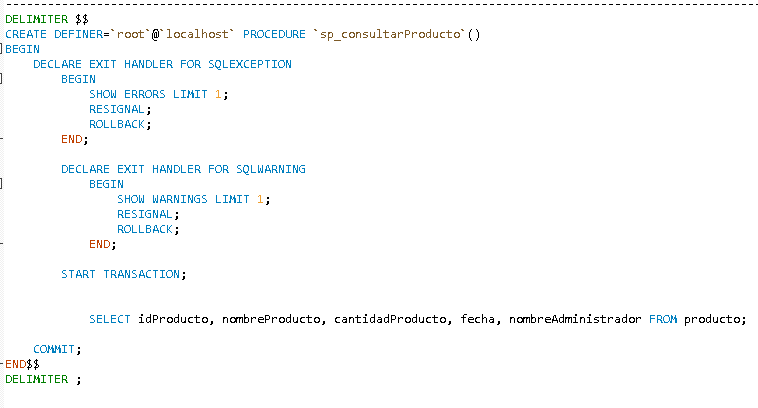 DELIMITER $$
CREATE DEFINER=`root`@`localhost` PROCEDURE `sp_consultarProducto`()
BEGIN
DECLARE EXIT HANDLER FOR SQLEXCEPTION
BEGIN
SHOW ERRORS LIMIT 1;
RESIGNAL;
ROLLBACK;
END;
DECLARE EXIT HANDLER FOR SQLWARNING
BEGIN
SHOW WARNINGS LIMIT 1;
RESIGNAL;
ROLLBACK;
END;
START TRANSACTION;
SELECT idProducto, nombreProducto, cantidadProducto, fecha, nombreAdministrador FROM producto;
COMMIT;
END$$
DELIMITER ;